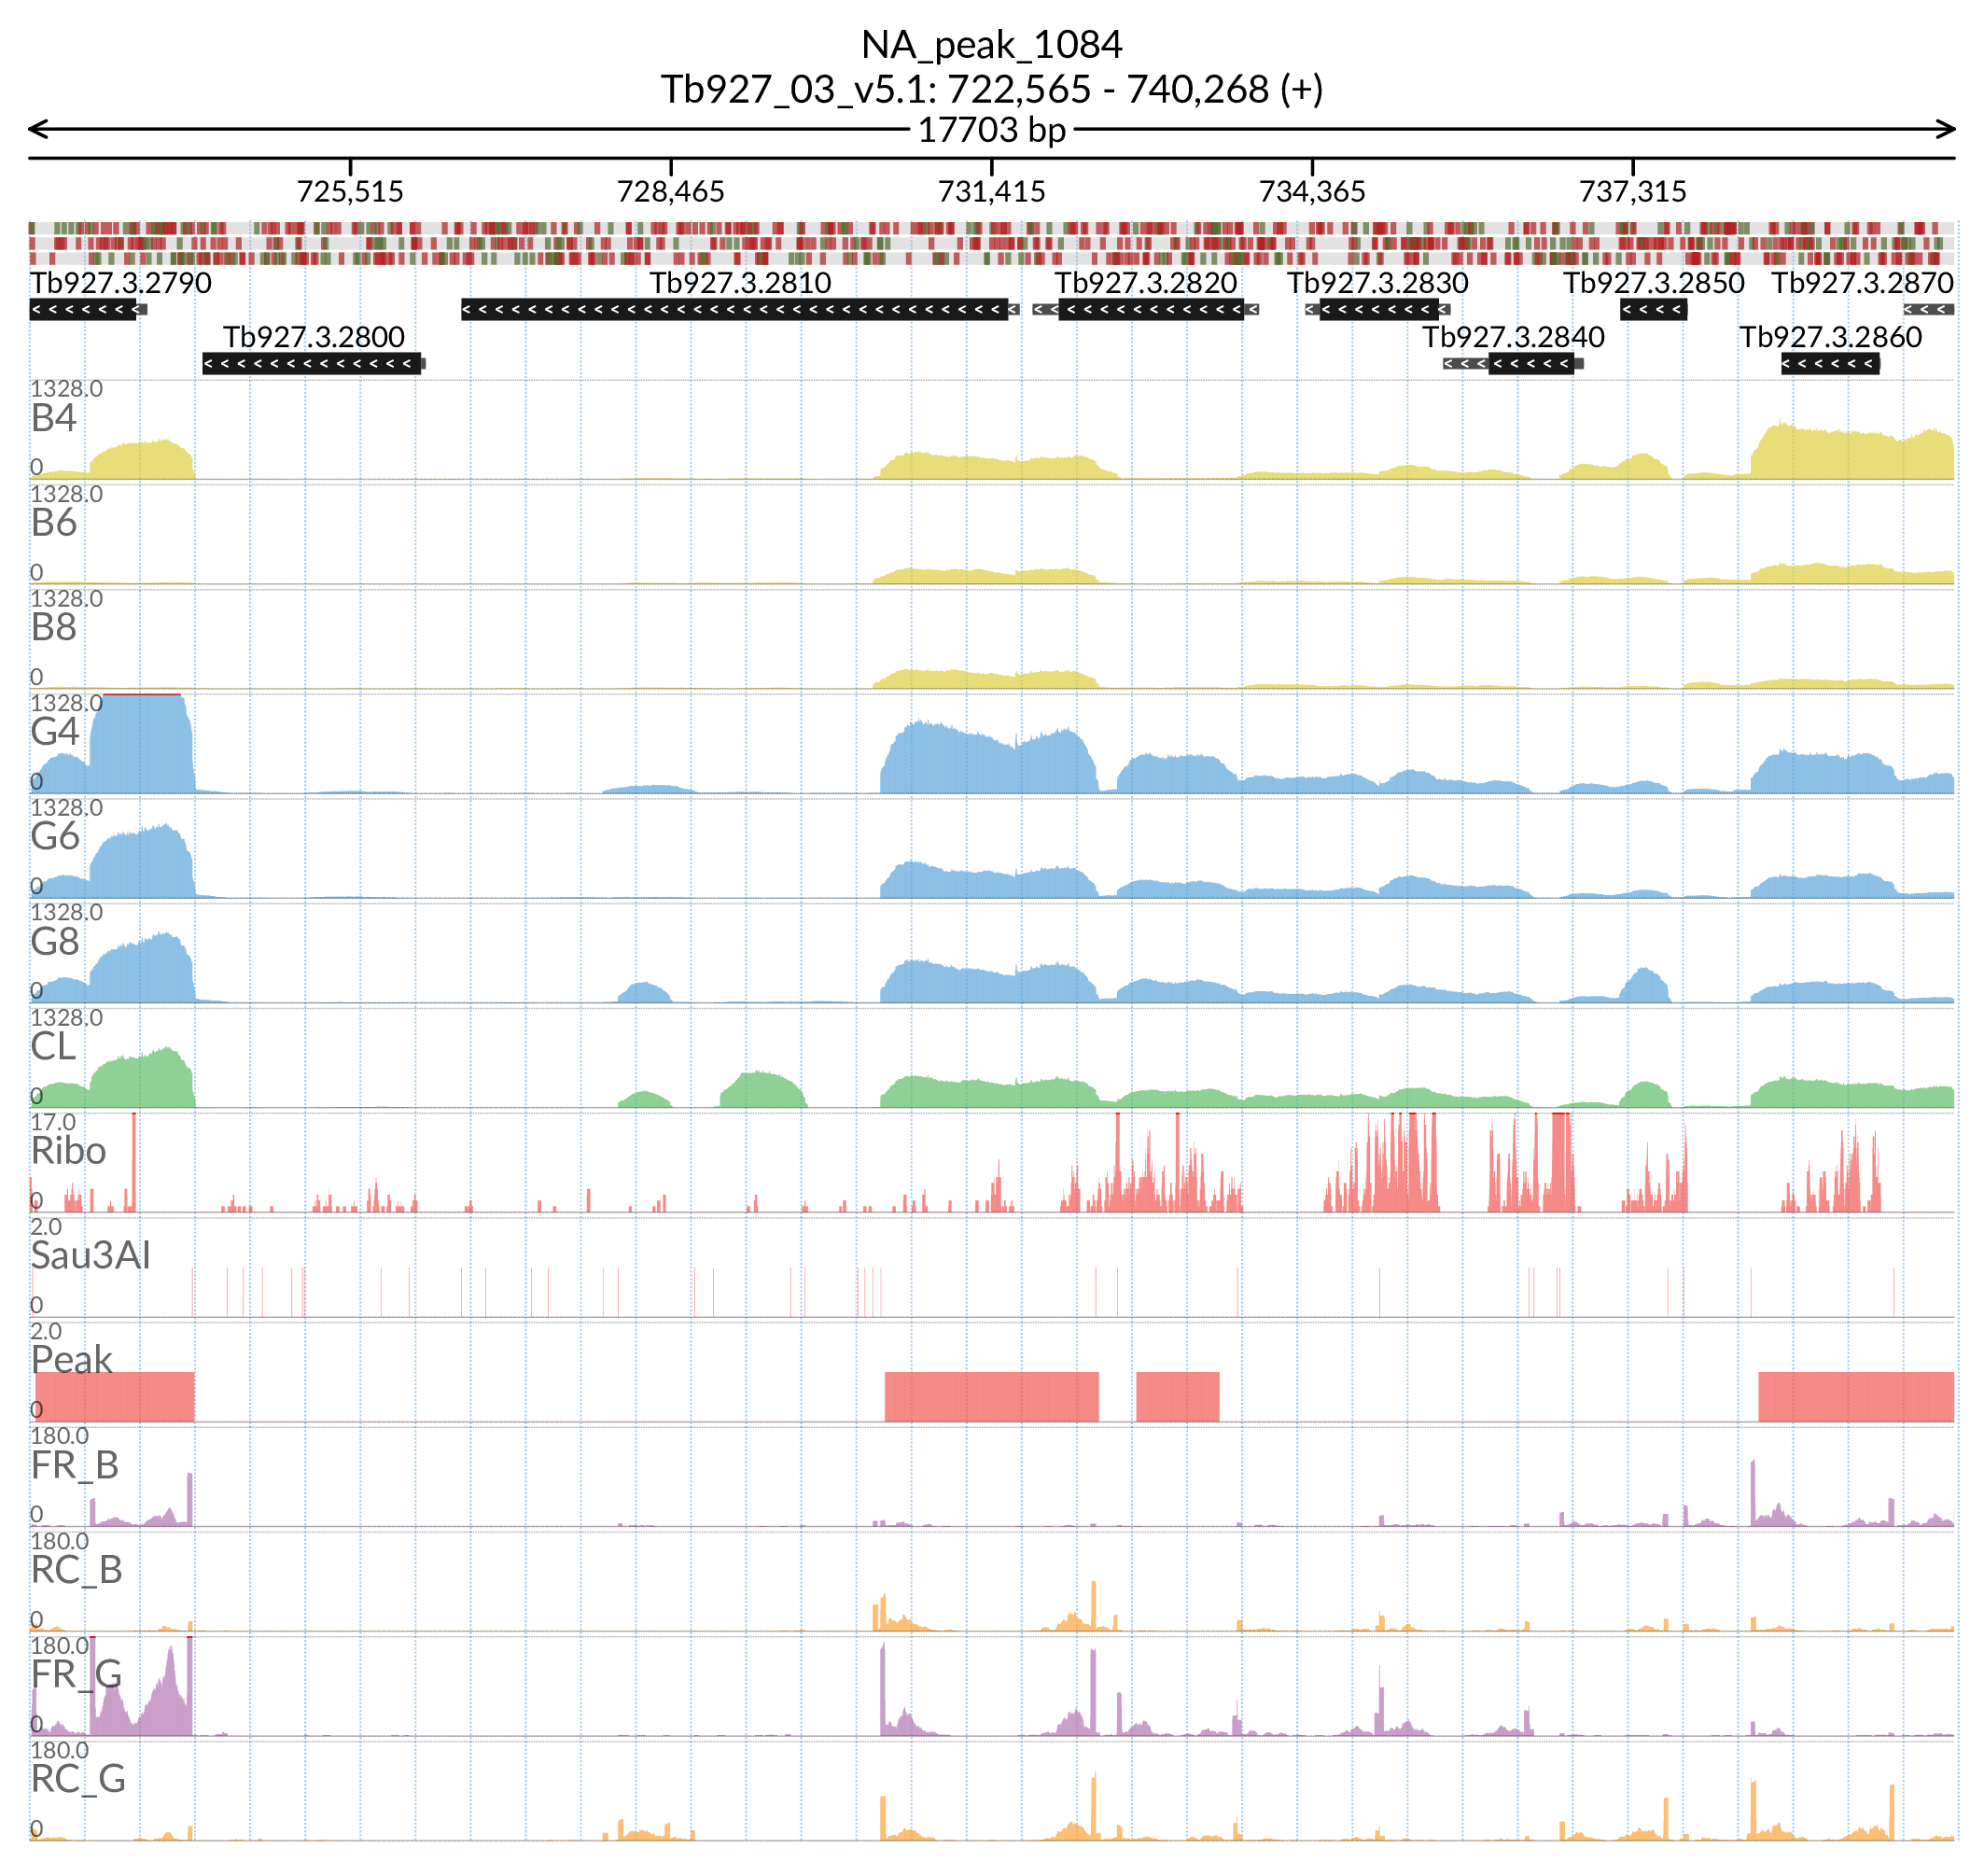 NA_peak_1084
Tb927_03_v5.1: 722,565 - 740,268 (+)
17703 bp
725,515 728,465 731,415 734,365 737,315
Tb927.3.2790 Tb927.3.2810 Tb927.3.2820 Tb927.3.2830 Tb927.3.2850 Tb927.3.2870
Tb927.3.2800 Tb927.3.2840 Tb927.3.2860
1328.0
B4
0
1328.0
B6
0
1328.0
B8
0
1328.0
G4
0
1328.0
G6
0
1328.0
G8
0
1328.0
CL
0
17.0
Ribo
0
2.0
Sau3AI
0
2.0
Peak
0
180.0
FR_B
0
180.0
RC_B
0
180.0
FR_G
0
180.0
RC_G
0